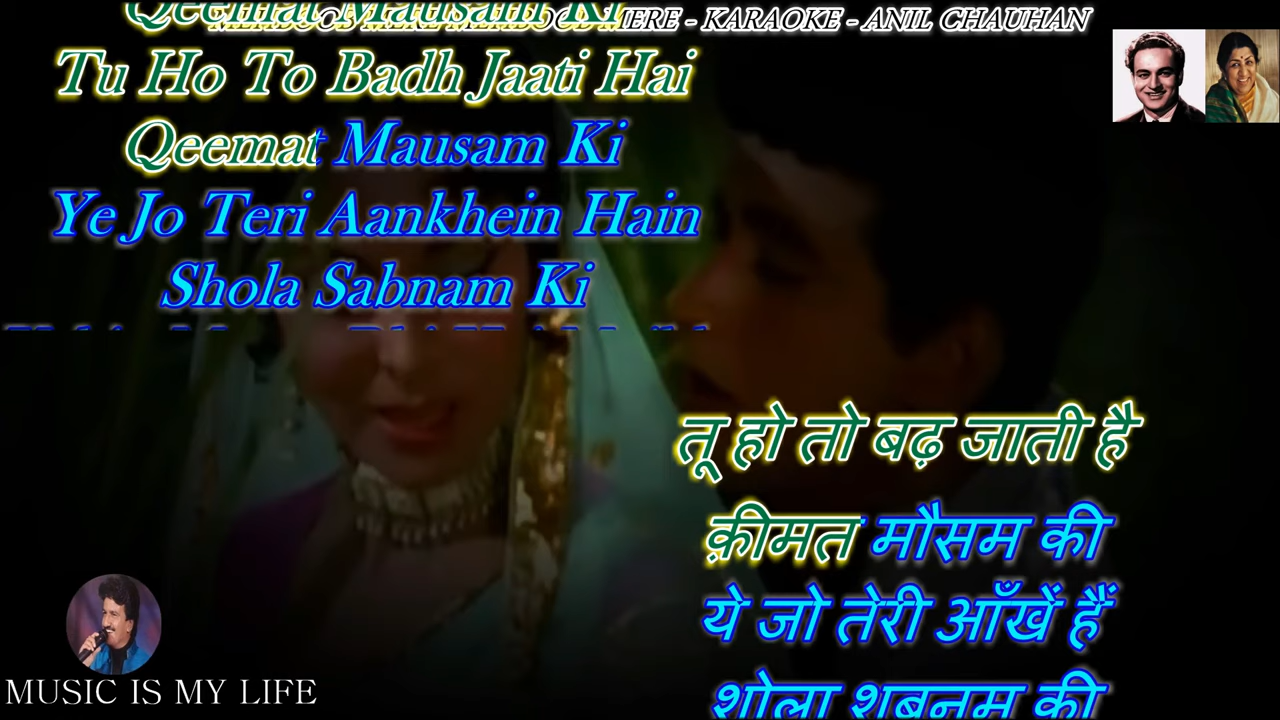 Qeemat Mausam Ki
MERE - KARAOKE - ANIL CHAUHAN
Tu Ho To Badh Jaati Hai
Qeemat Mausam Ki
Ye Jo Teri Aankhein Hain
Shola Sabnam Ki
तू हो तो बढ़ जाती है
क़ीमत मौसम की
ये जो तेरी आँखें हैं
शोला शबनम की
MUSIC IS MY LIFE